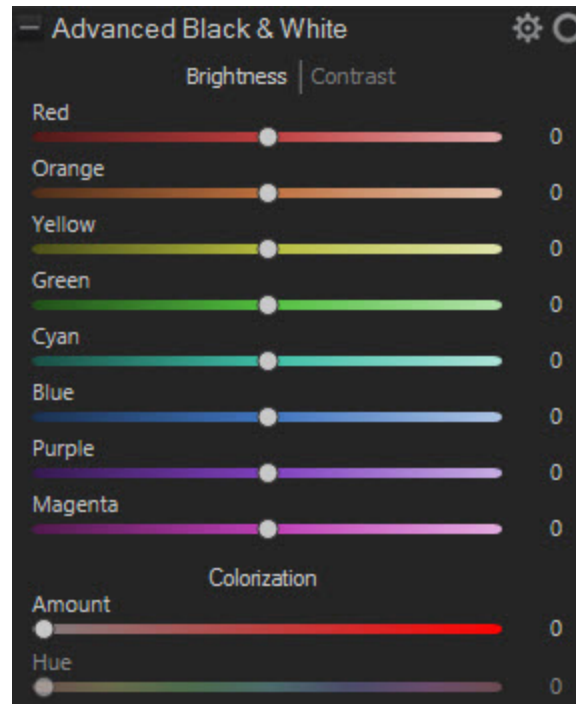 Advanced Black & White
Brightness | Contrast
Red
0
Orange
0
Yellow
0
Green
0
Cyan
0
Blue
0
Purple
0
Magenta
0
Colorization
Amount
0
Hue
0